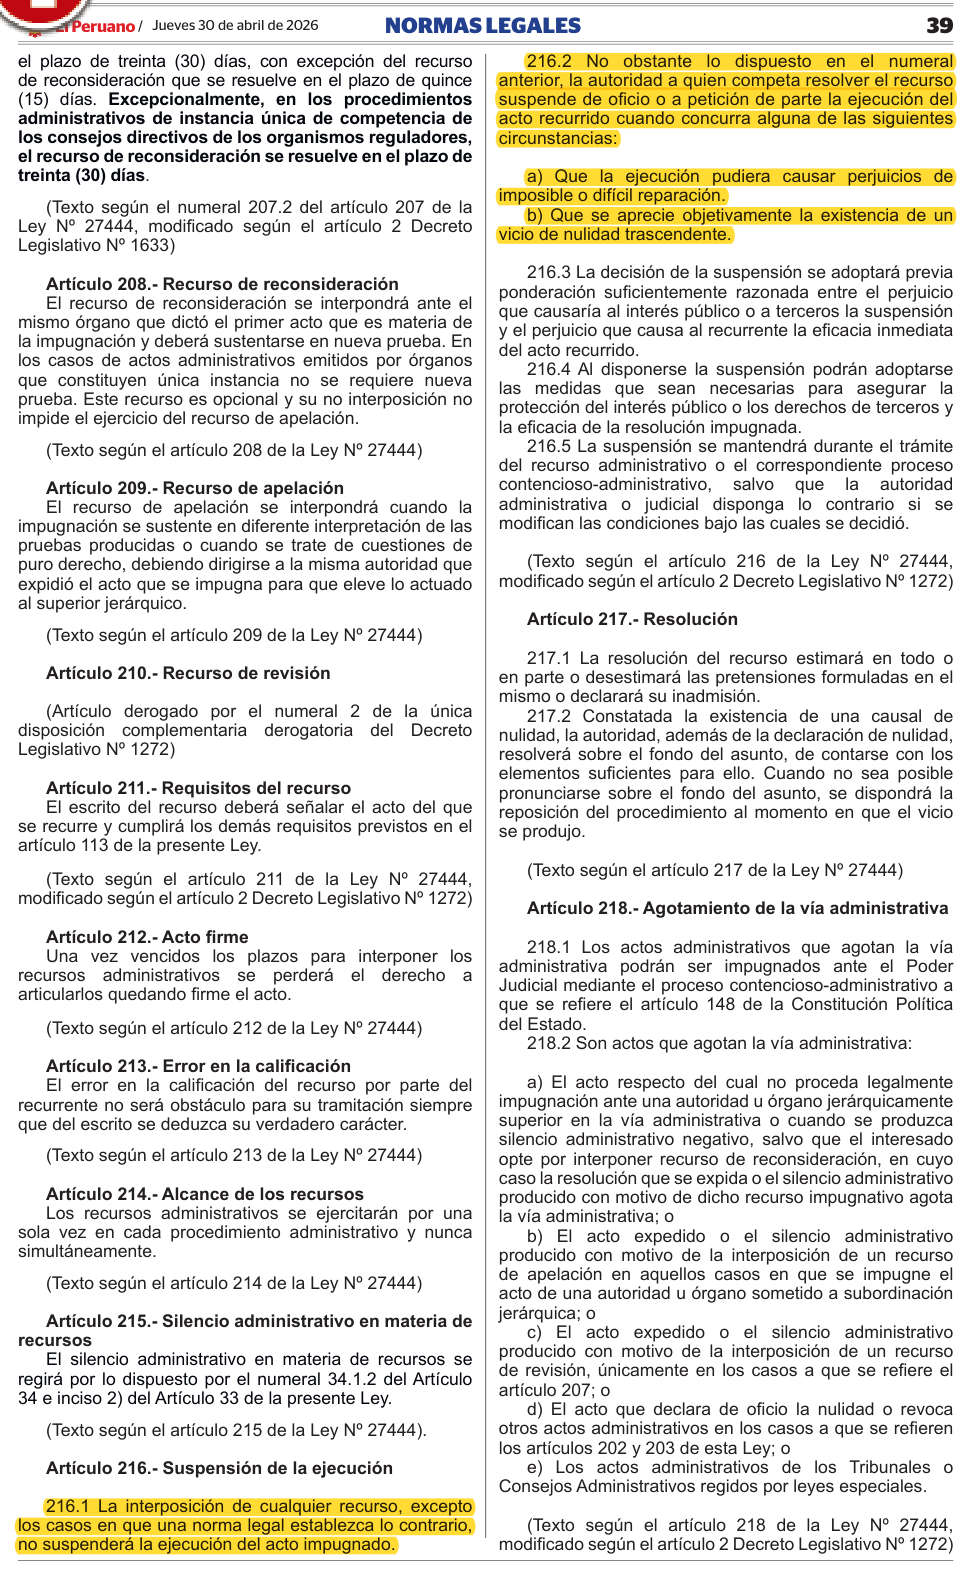 El Peruano / Jueves 30 de abril de 2026
NORMAS LEGALES
39
el plazo de treinta (30) días, con excepción del recurso
de reconsideración que se resuelve en el plazo de quince
(15) días. Excepcionalmente, en los procedimientos
administrativos de instancia única de competencia de
los consejos directivos de los organismos reguladores,
el recurso de reconsideración se resuelve en el plazo de
treinta (30) días.
(Texto según el numeral 207.2 del artículo 207 de la
Ley Nº 27444, modificado según el artículo 2 Decreto
Legislativo Nº 1633)
Artículo 208.- Recurso de reconsideración
El recurso de reconsideración se interpondrá ante el
mismo órgano que dictó el primer acto que es materia de
la impugnación y deberá sustentarse en nueva prueba. En
los casos de actos administrativos emitidos por órganos
que constituyen única instancia no se requiere nueva
prueba. Este recurso es opcional y su no interposición no
impide el ejercicio del recurso de apelación.
(Texto según el artículo 208 de la Ley Nº 27444)
Artículo 209.- Recurso de apelación
El recurso de apelación se interpondrá cuando la
impugnación se sustente en diferente interpretación de las
pruebas producidas o cuando se trate de cuestiones de
puro derecho, debiendo dirigirse a la misma autoridad que
expidió el acto que se impugna para que eleve lo actuado
al superior jerárquico.
(Texto según el artículo 209 de la Ley Nº 27444)
Artículo 210.- Recurso de revisión
(Artículo derogado por el numeral 2 de la única
disposición complementaria derogatoria del Decreto
Legislativo Nº 1272)
Artículo 211.- Requisitos del recurso
El escrito del recurso deberá señalar el acto del que
se recurre y cumplirá los demás requisitos previstos en el
artículo 113 de la presente Ley.
(Texto según el artículo 211 de la Ley Nº 27444,
modificado según el artículo 2 Decreto Legislativo Nº 1272)
Artículo 212.- Acto firme
Una vez vencidos los plazos para interponer los
recursos administrativos se perderá el derecho a
articularlos quedando firme el acto.
(Texto según el artículo 212 de la Ley Nº 27444)
Artículo 213.- Error en la calificación
El error en la calificación del recurso por parte del
recurrente no será obstáculo para su tramitación siempre
que del escrito se deduzca su verdadero carácter.
(Texto según el artículo 213 de la Ley Nº 27444)
Artículo 214.- Alcance de los recursos
Los recursos administrativos se ejercitarán por una
sola vez en cada procedimiento administrativo y nunca
simultáneamente.
(Texto según el artículo 214 de la Ley Nº 27444)
Artículo 215.- Silencio administrativo en materia de
recursos
El silencio administrativo en materia de recursos se
regirá por lo dispuesto por el numeral 34.1.2 del Artículo
34 e inciso 2) del Artículo 33 de la presente Ley.
(Texto según el artículo 215 de la Ley Nº 27444).
Artículo 216.- Suspensión de la ejecución
216.1 La interposición de cualquier recurso, excepto
los casos en que una norma legal establezca lo contrario,
no suspenderá la ejecución del acto impugnado.
216.2 No obstante lo dispuesto en el numeral
anterior, la autoridad a quien competa resolver el recurso
suspende de oficio o a petición de parte la ejecución del
acto recurrido cuando concurra alguna de las siguientes
circunstancias:
a) Que la ejecución pudiera causar perjuicios de
imposible o difícil reparación.
b) Que se aprecie objetivamente la existencia de un
vicio de nulidad trascendente.
216.3 La decisión de la suspensión se adoptará previa
ponderación suficientemente razonada entre el perjuicio
que causaría al interés público o a terceros la suspensión
y el perjuicio que causa al recurrente la eficacia inmediata
del acto recurrido.
216.4 Al disponerse la suspensión podrán adoptarse
las medidas que sean necesarias para asegurar la
protección del interés público o los derechos de terceros y
la eficacia de la resolución impugnada.
216.5 La suspensión se mantendrá durante el trámite
del recurso administrativo o el correspondiente proceso
contencioso-administrativo, salvo que la autoridad
administrativa o judicial disponga lo contrario si se
modifican las condiciones bajo las cuales se decidió.
(Texto según el artículo 216 de la Ley Nº 27444,
modificado según el artículo 2 Decreto Legislativo Nº 1272)
Artículo 217.- Resolución
217.1 La resolución del recurso estimará en todo o
en parte o desestimará las pretensiones formuladas en el
mismo o declarará su inadmisión.
217.2 Constatada la existencia de una causal de
nulidad, la autoridad, además de la declaración de nulidad,
resolverá sobre el fondo del asunto, de contarse con los
elementos suficientes para ello. Cuando no sea posible
pronunciarse sobre el fondo del asunto, se dispondrá la
reposición del procedimiento al momento en que el vicio
se produjo.
(Texto según el artículo 217 de la Ley Nº 27444)
Artículo 218.- Agotamiento de la vía administrativa
218.1 Los actos administrativos que agotan la vía
administrativa podrán ser impugnados ante el Poder
Judicial mediante el proceso contencioso-administrativo a
que se refiere el artículo 148 de la Constitución Política
del Estado.
218.2 Son actos que agotan la vía administrativa:
a) El acto respecto del cual no proceda legalmente
impugnación ante una autoridad u órgano jerárquicamente
superior en la vía administrativa o cuando se produzca
silencio administrativo negativo, salvo que el interesado
opte por interponer recurso de reconsideración, en cuyo
caso la resolución que se expida o el silencio administrativo
producido con motivo de dicho recurso impugnativo agota
la vía administrativa; o
b) El acto expedido o el silencio administrativo
producido con motivo de la interposición de un recurso
de apelación en aquellos casos en que se impugne el
acto de una autoridad u órgano sometido a subordinación
jerárquica; o
c) El acto expedido o el silencio administrativo
producido con motivo de la interposición de un recurso
de revisión, únicamente en los casos a que se refiere el
artículo 207; o
d) El acto que declara de oficio la nulidad o revoca
otros actos administrativos en los casos a que se refieren
los artículos 202 y 203 de esta Ley; o
e) Los actos administrativos de los Tribunales o
Consejos Administrativos regidos por leyes especiales.
(Texto según el artículo 218 de la Ley Nº 27444,
modificado según el artículo 2 Decreto Legislativo Nº 1272)